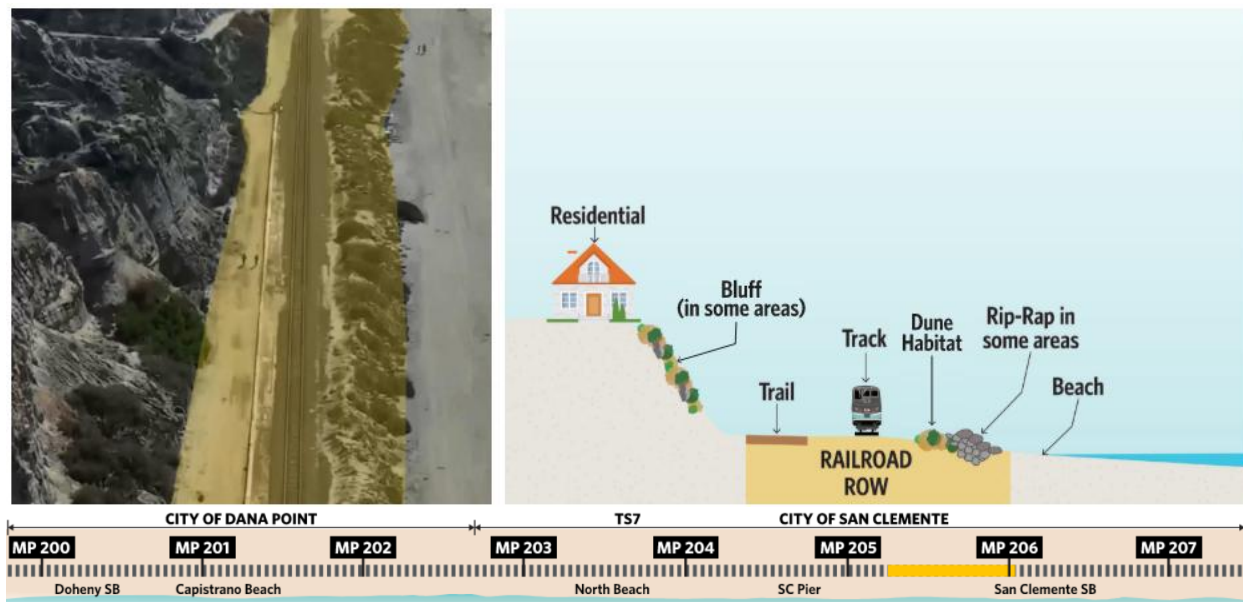 Residential
Bluff
(in some areas)
Trail
Track
Dune
Habitat
Rip-Rap in
some areas
Beach
RAILROAD
ROW
CITY OF DANA POINT
TS7
CITY OF SAN CLEMENTE
MP 200
MP 201
MP 202
MP 203
MP 204
MP 205
MP 206
MP 207
Doheny SB
Capistrano Beach
North Beach
SC Pier
San Clemente SB